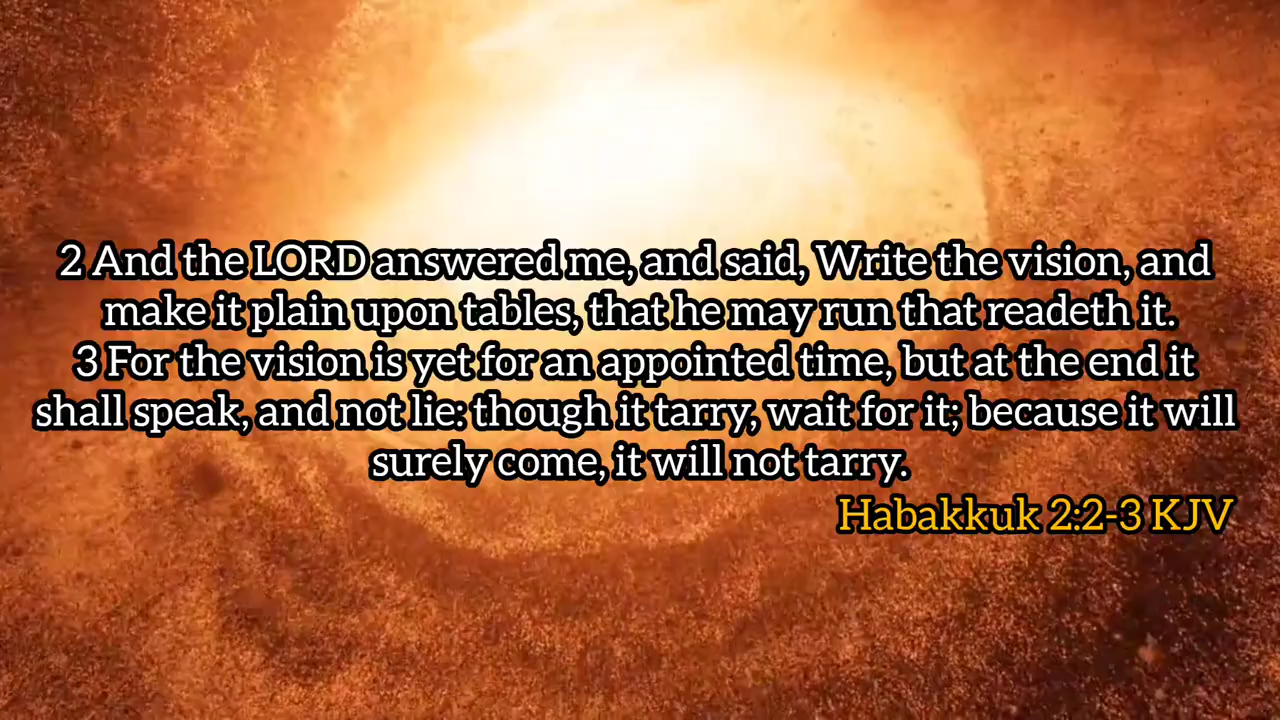 2 And the LORD answered me, and said, Write the vision, and
make it plain upon tables, that he may run that readeth it.
3 For the vision is yet for an appointed time, but at the end it
shall speak, and not lie: though it tarry, wait for it; because it will
surely come, it will not tarry.
Habakkuk 2:2-3 KJV